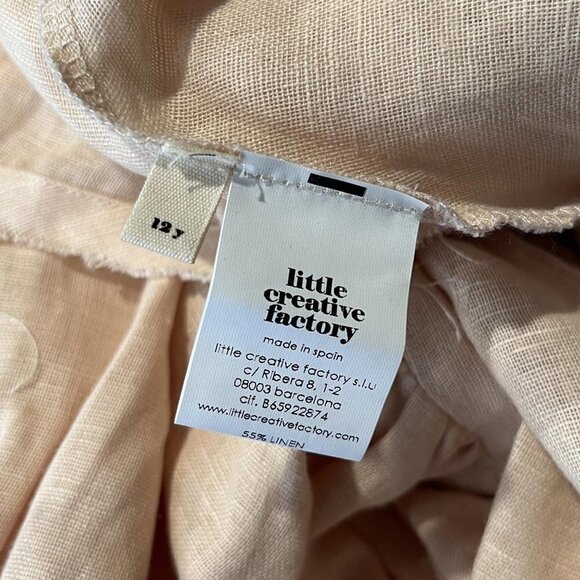 12 y
little
creative
factory
made in spain
little creative factory s.l.u
c/ Ribera 8, 1-2
08003 barcelona
cif. B65922874
www.littlecreativefactory.com
55% LINEN